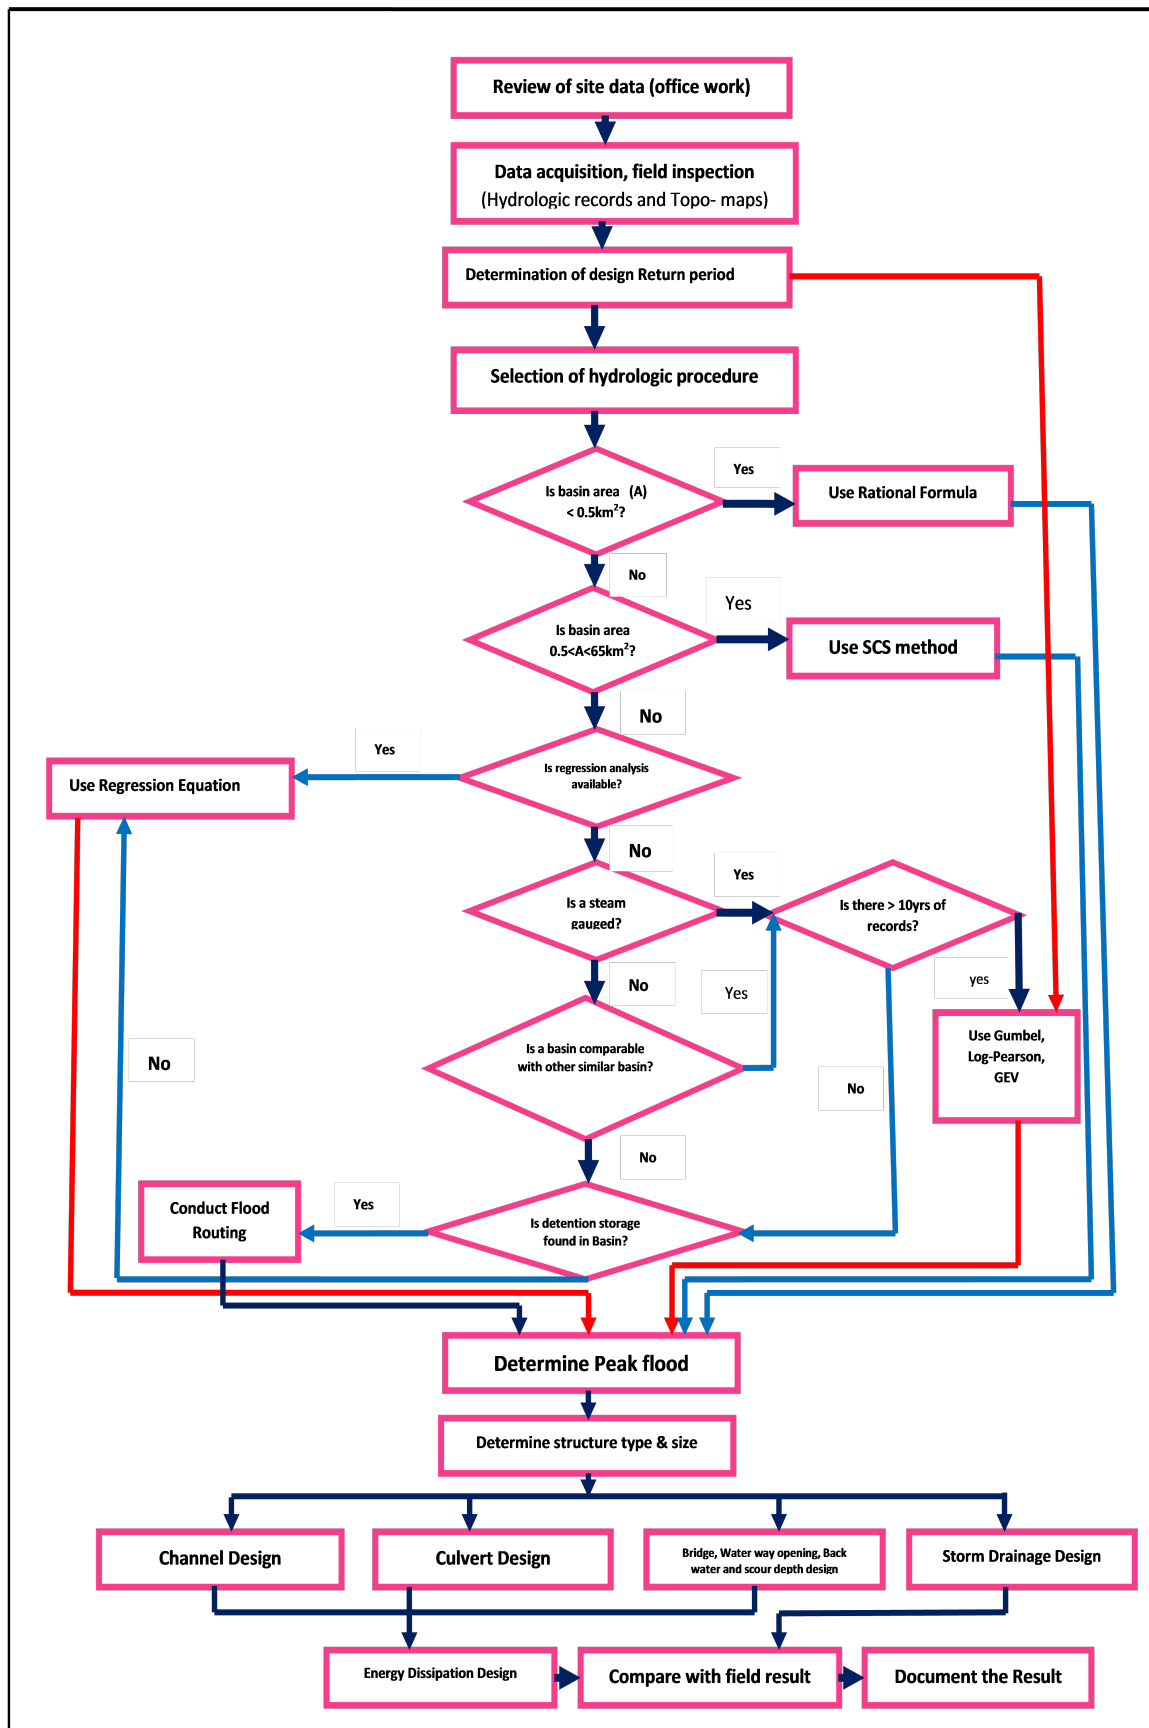 Review of site data (office work)
Data acquisition, field inspection
(Hydrologic records and Topo- maps)
Determination of design Return period
Selection of hydrologic procedure
Is basin area (A)
< 0.5km²?
Yes
Use Rational Formula
No
Is basin area
0.5<A<65km²?
Yes
Use SCS method
No
Is regression analysis
available?
Yes
Use Regression Equation
No
Is a steam
gauged?
Yes
Is there > 10yrs of
records?
No
Yes
yes
Use Gumbel,
Log-Pearson,
GEV
Is a basin comparable
with other similar basin?
No
No
No
Is detention storage
found in Basin?
Yes
Conduct Flood
Routing
Determine Peak flood
Determine structure type & size
Channel Design
Culvert Design
Bridge, Water way opening, Back
water and scour depth design
Storm Drainage Design
Energy Dissipation Design
Compare with field result
Document the Result